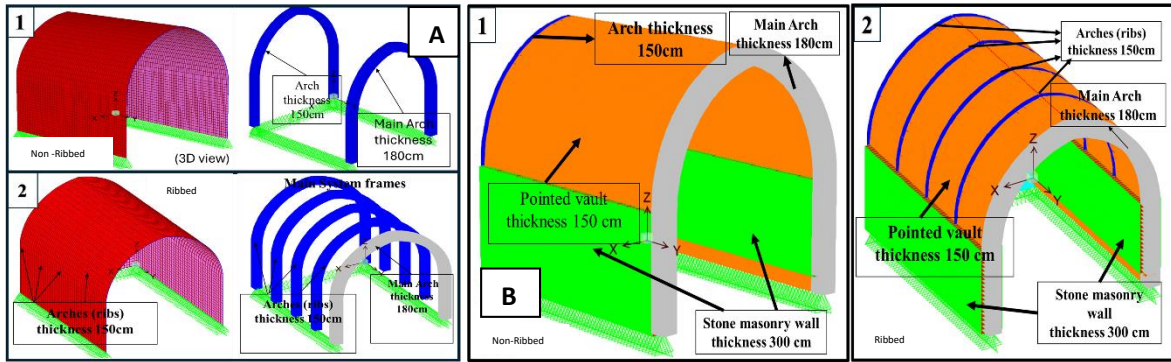 1
A
Arch
thickness
150cm
Main Arch
thickness
180cm
X
Non -Ribbed
(3D view)
2
Ribbed
Main System frames
Arches (ribs)
thickness 150cm
Arches (ribs)
thickness 150cm
Main Arch
thickness
180cm
1
Arch thickness
150cm
Main Arch
thickness 180cm
Pointed vault
thickness 150 cm
Z
X
Y
B
Stone masonry
wall
thickness 300 cm
Non-Ribbed
2
Arches (ribs)
thickness 150cm
Main Arch
thickness 180cm
Z
X
Y
Pointed vault
thickness 150 cm
Stone masonry
wall
thickness 300 cm
Ribbed